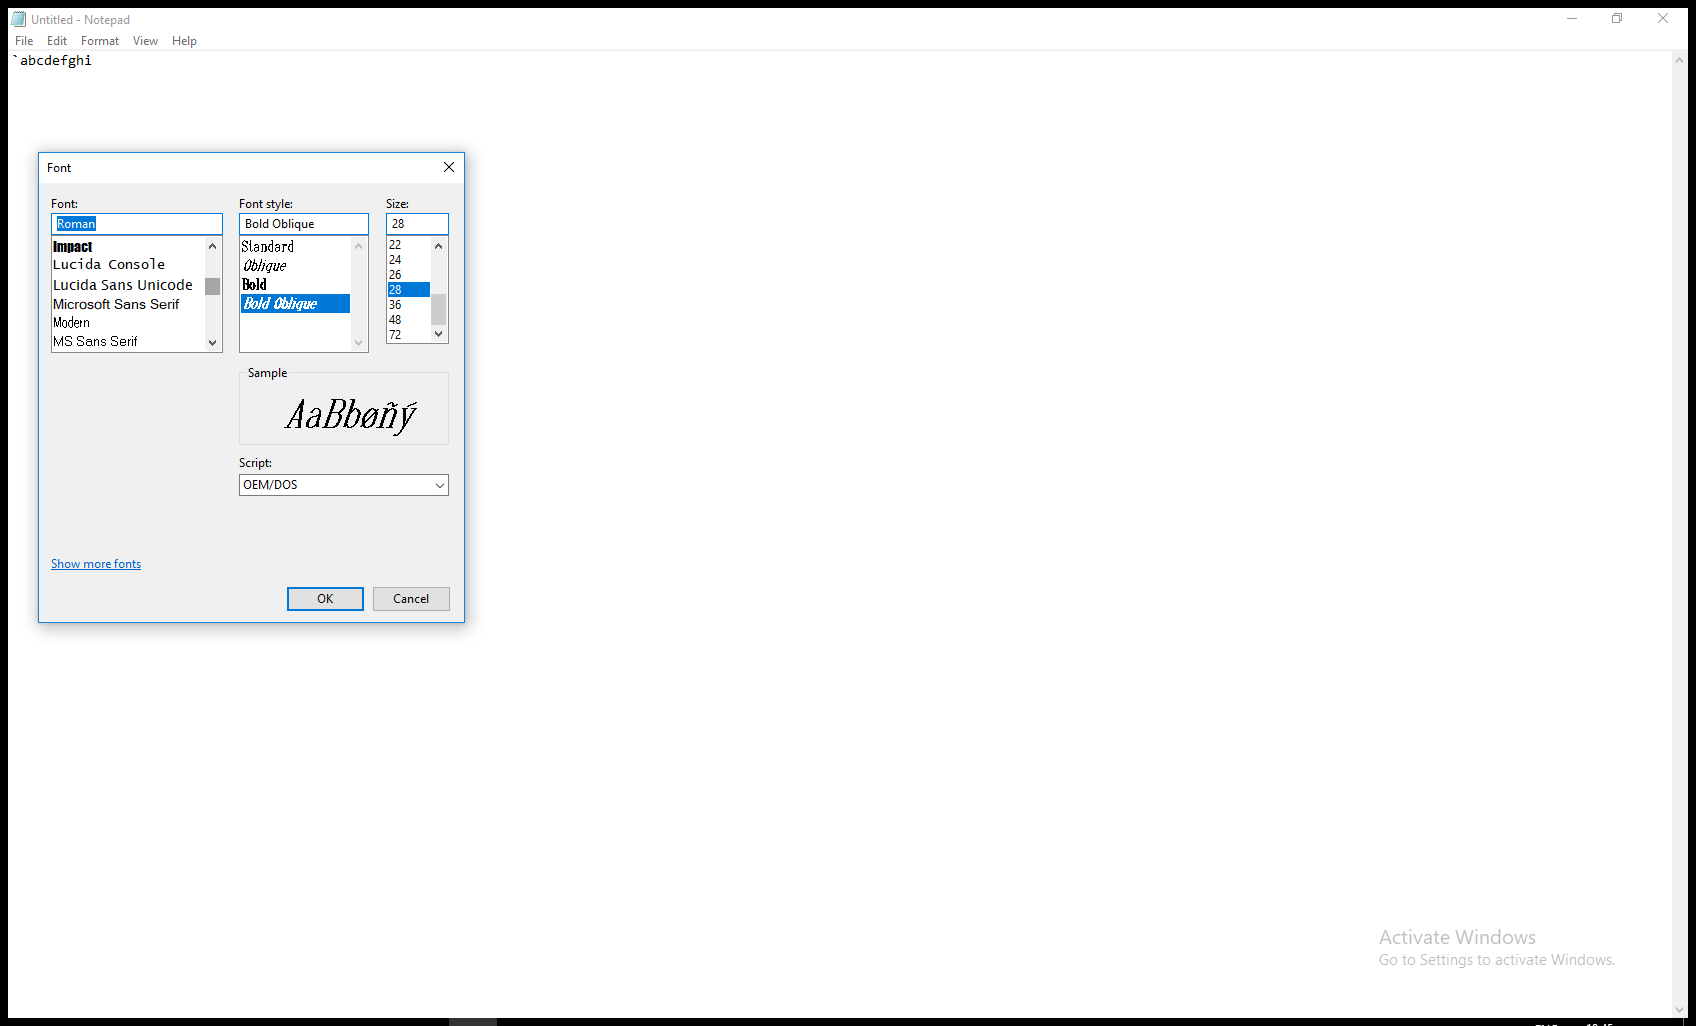 Untitled - Notepad
File Edit Format View Help
`abcdefghi
Font
Font:
Roman
Impact
Lucida Console
Lucida Sans Unicode
Microsoft Sans Serif
Modern
MS Sans Serif
Font style:
Bold Oblique
Standard
Oblique
Bold
Bold Oblique
Size:
28
22
24
26
28
36
48
72
Sample
AaBbøñý
Script:
OEM/DOS
Show more fonts
OK Cancel
Activate Windows
Go to Settings to activate Windows.